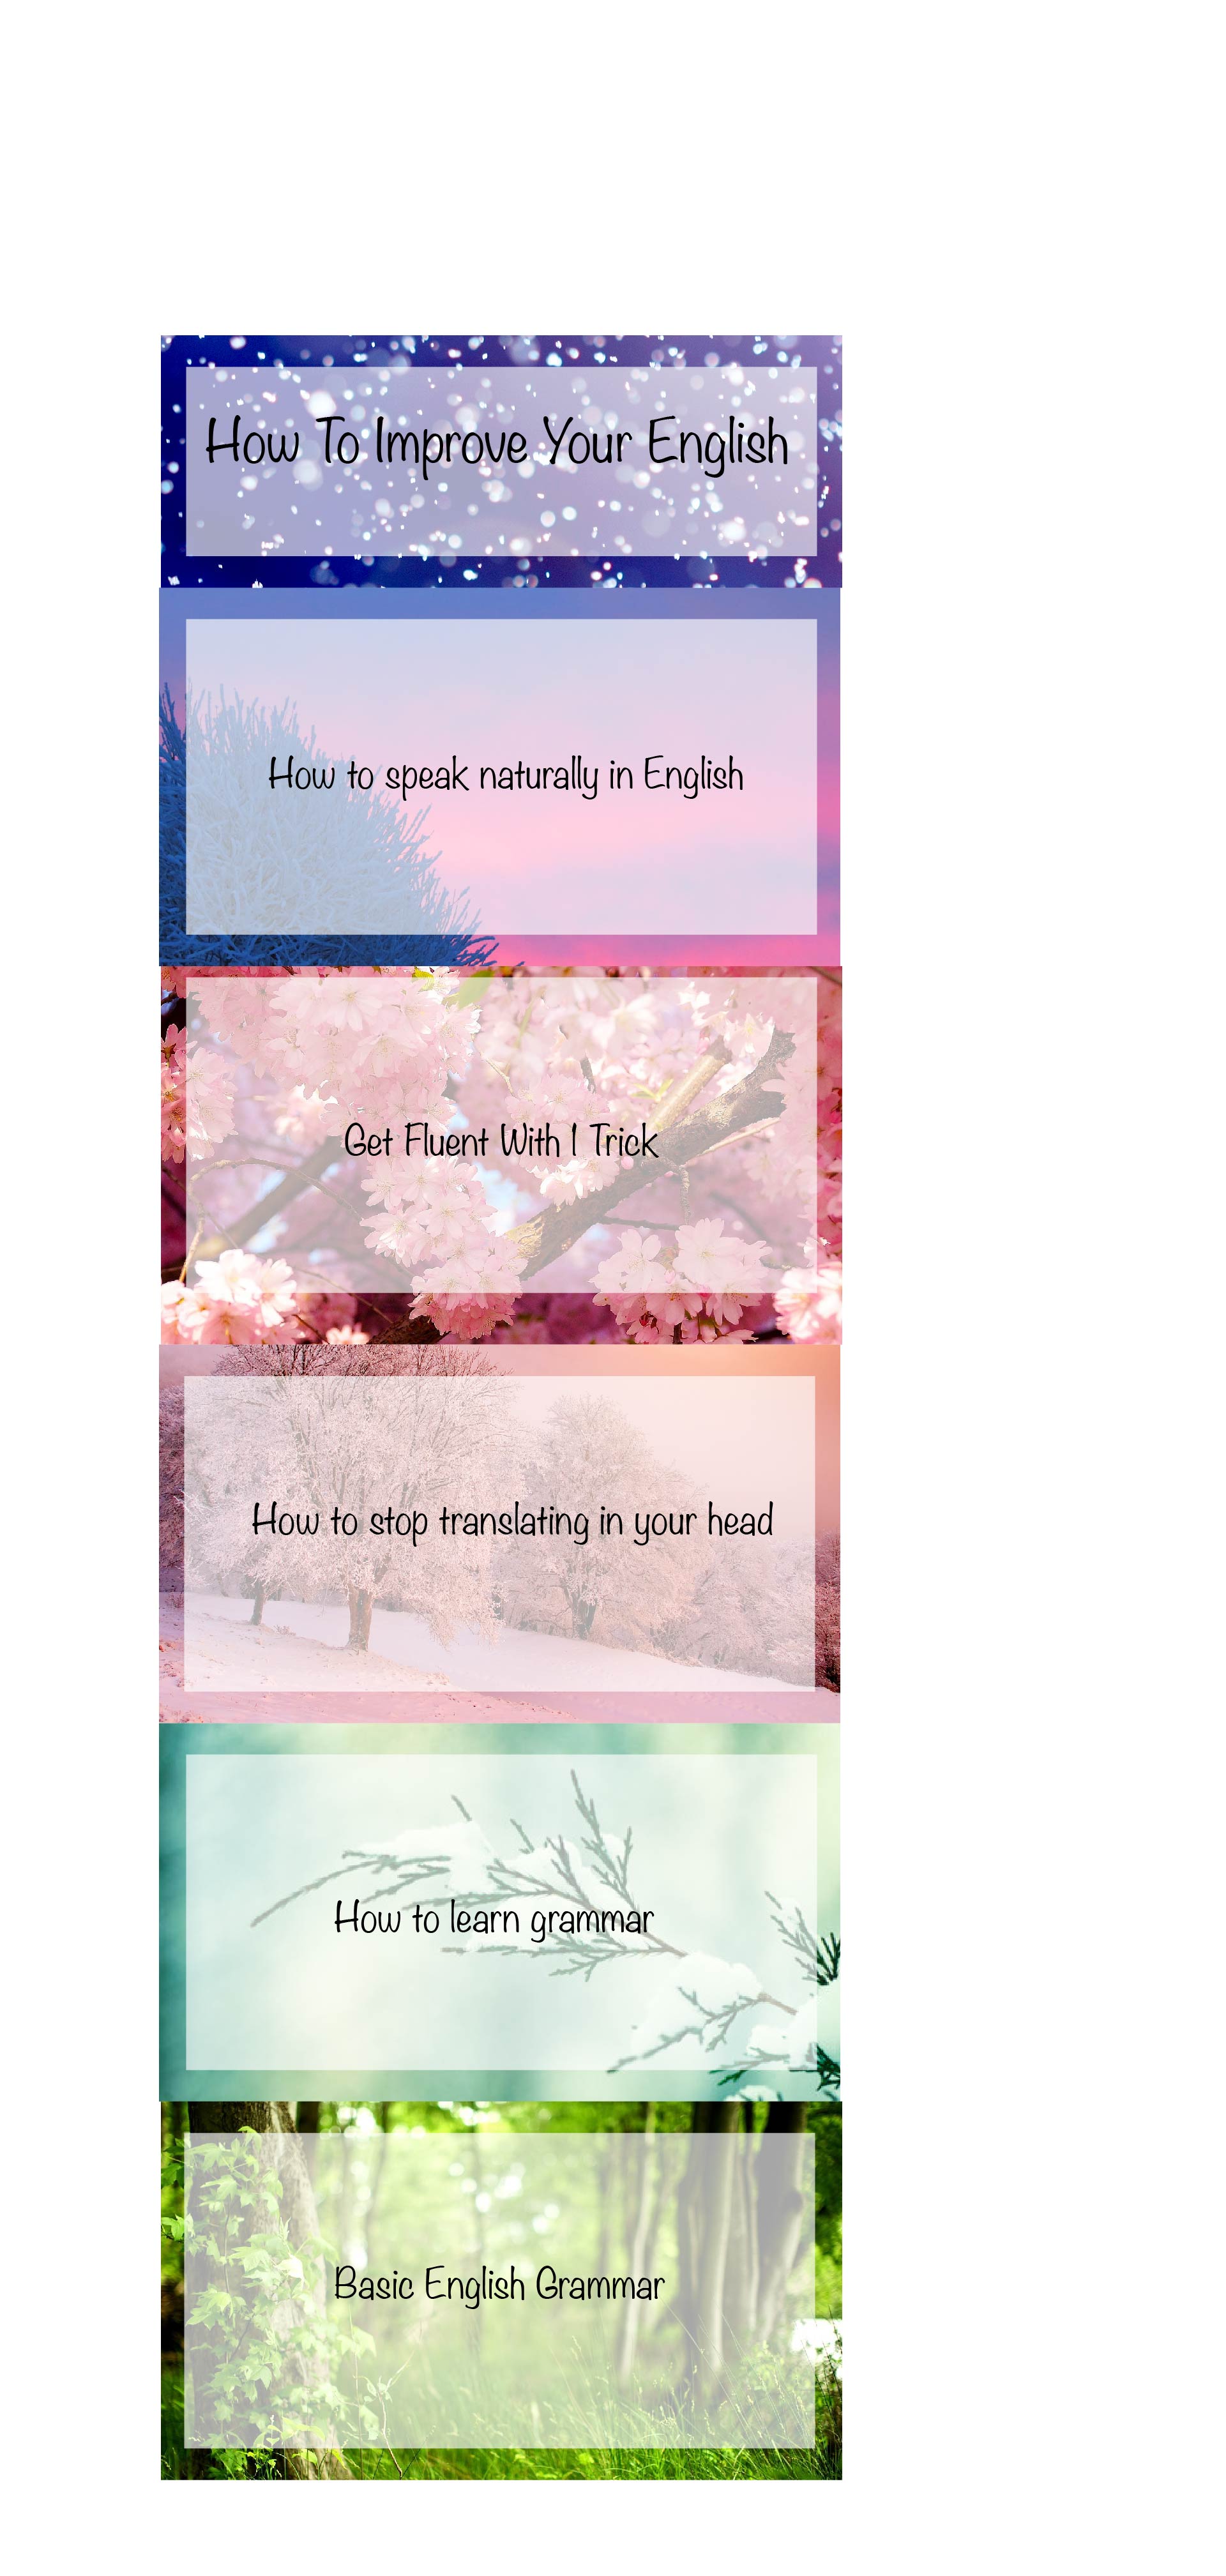 How To Improve Your English
How to speak naturally in English
Get Fluent With 1 Trick
How to stop translating in your head
How to learn grammar
Basic English Grammar